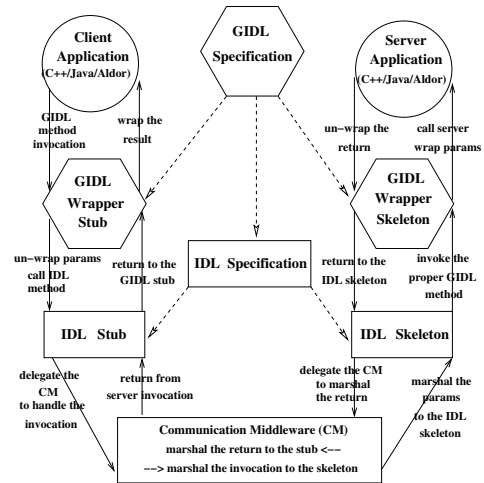 Client
Application
(C++/Java/Aldor)
GIDL
Specification
Server
Application
(C++/Java/Aldor)
GIDL
method
invocation
wrap the
result
un-wrap the
return
call server
wrap params
GIDL
Wrapper
Stub
GIDL
Wrapper
Skeleton
un-wrap params
call IDL
method
return to the
GIDL stub
IDL Specification
return to the
IDL skeleton
invoke the
proper GIDL
method
IDL Stub
IDL Skeleton
delegate the
CM
to handle the
invocation
return from
server invocation
delegate the CM
to marshal
the return
marshal the
params
to the IDL
skeleton
Communication Middleware (CM)
marshal the return to the stub <--
--> marshal the invocation to the skeleton